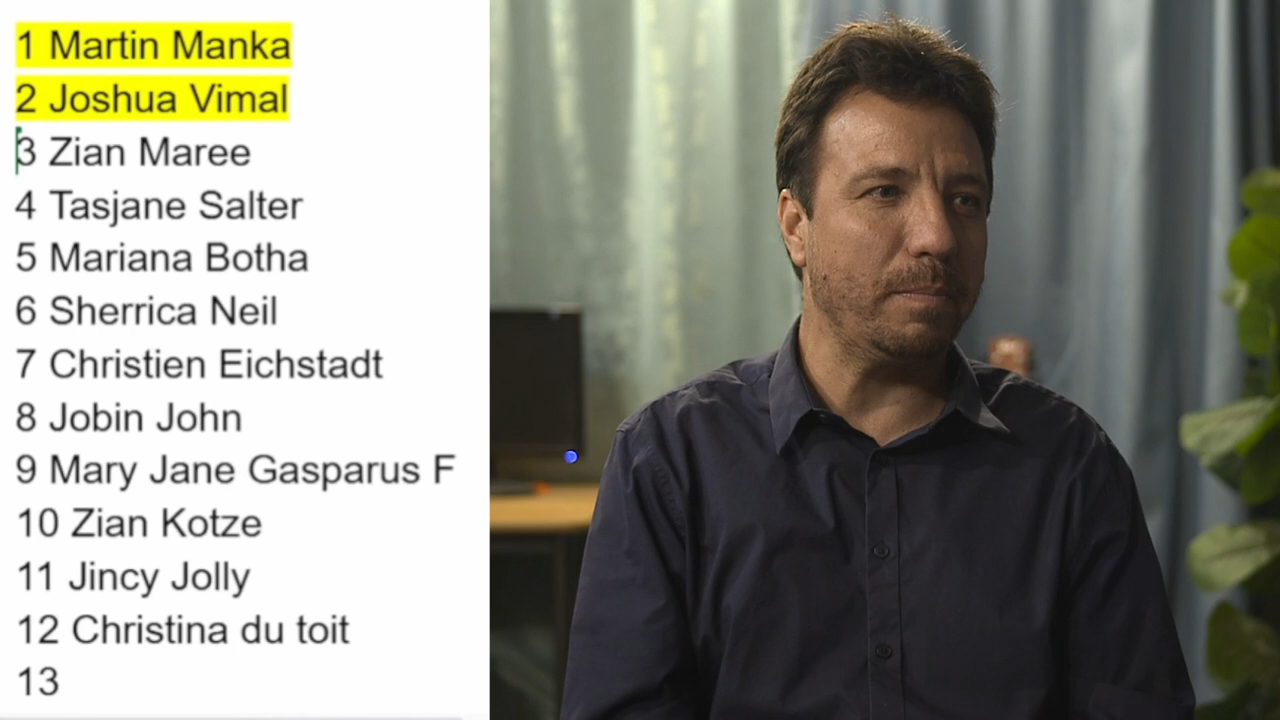 1 Martin Manka
2 Joshua Vimal
3 Zian Maree
4 Tasjane Salter
5 Mariana Botha
6 Sherrica Neil
7 Christien Eichstadt
8 Jobin John
9 Mary Jane Gasparus F
10 Zian Kotze
11 Jincy Jolly
12 Christina du toit
13